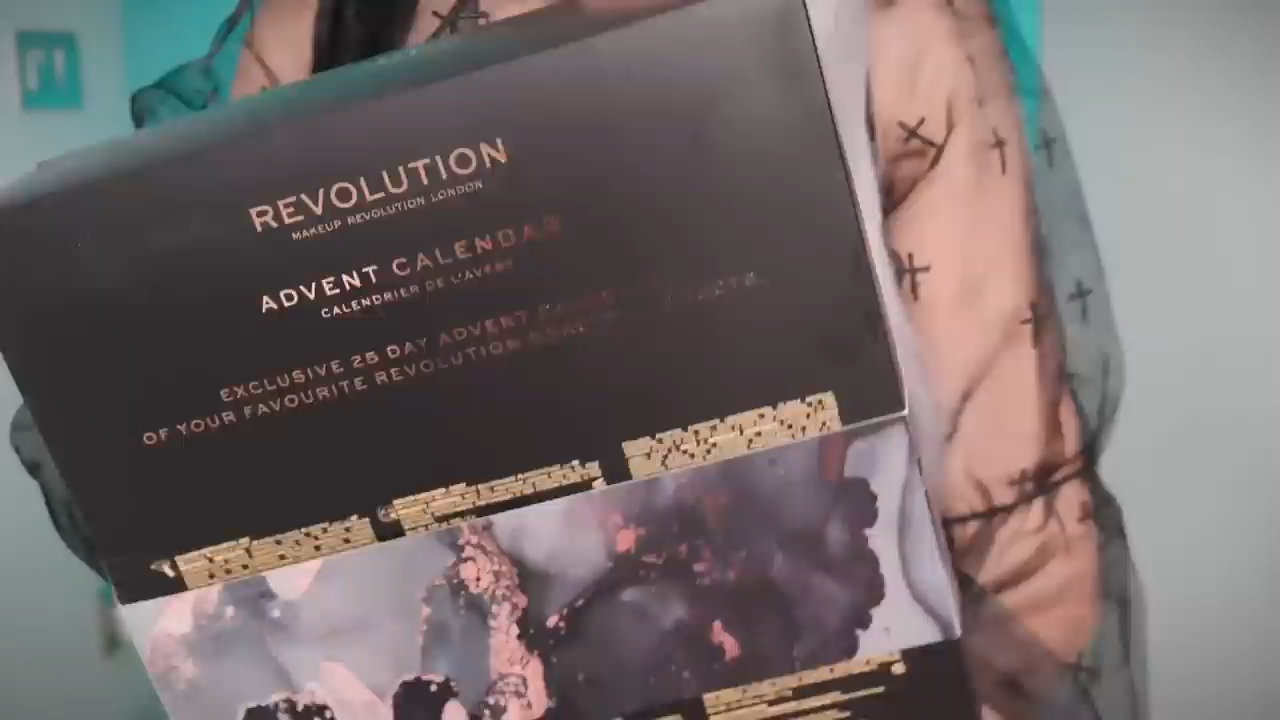 REVOLUTION
MAKEUP REVOLUTION LONDON
ADVENT CALENDAR
CALENDRIER DE L'AVENT
EXCLUSIVE 25 DAY ADVENT
OF YOUR FAVOURITE REVOLUTION